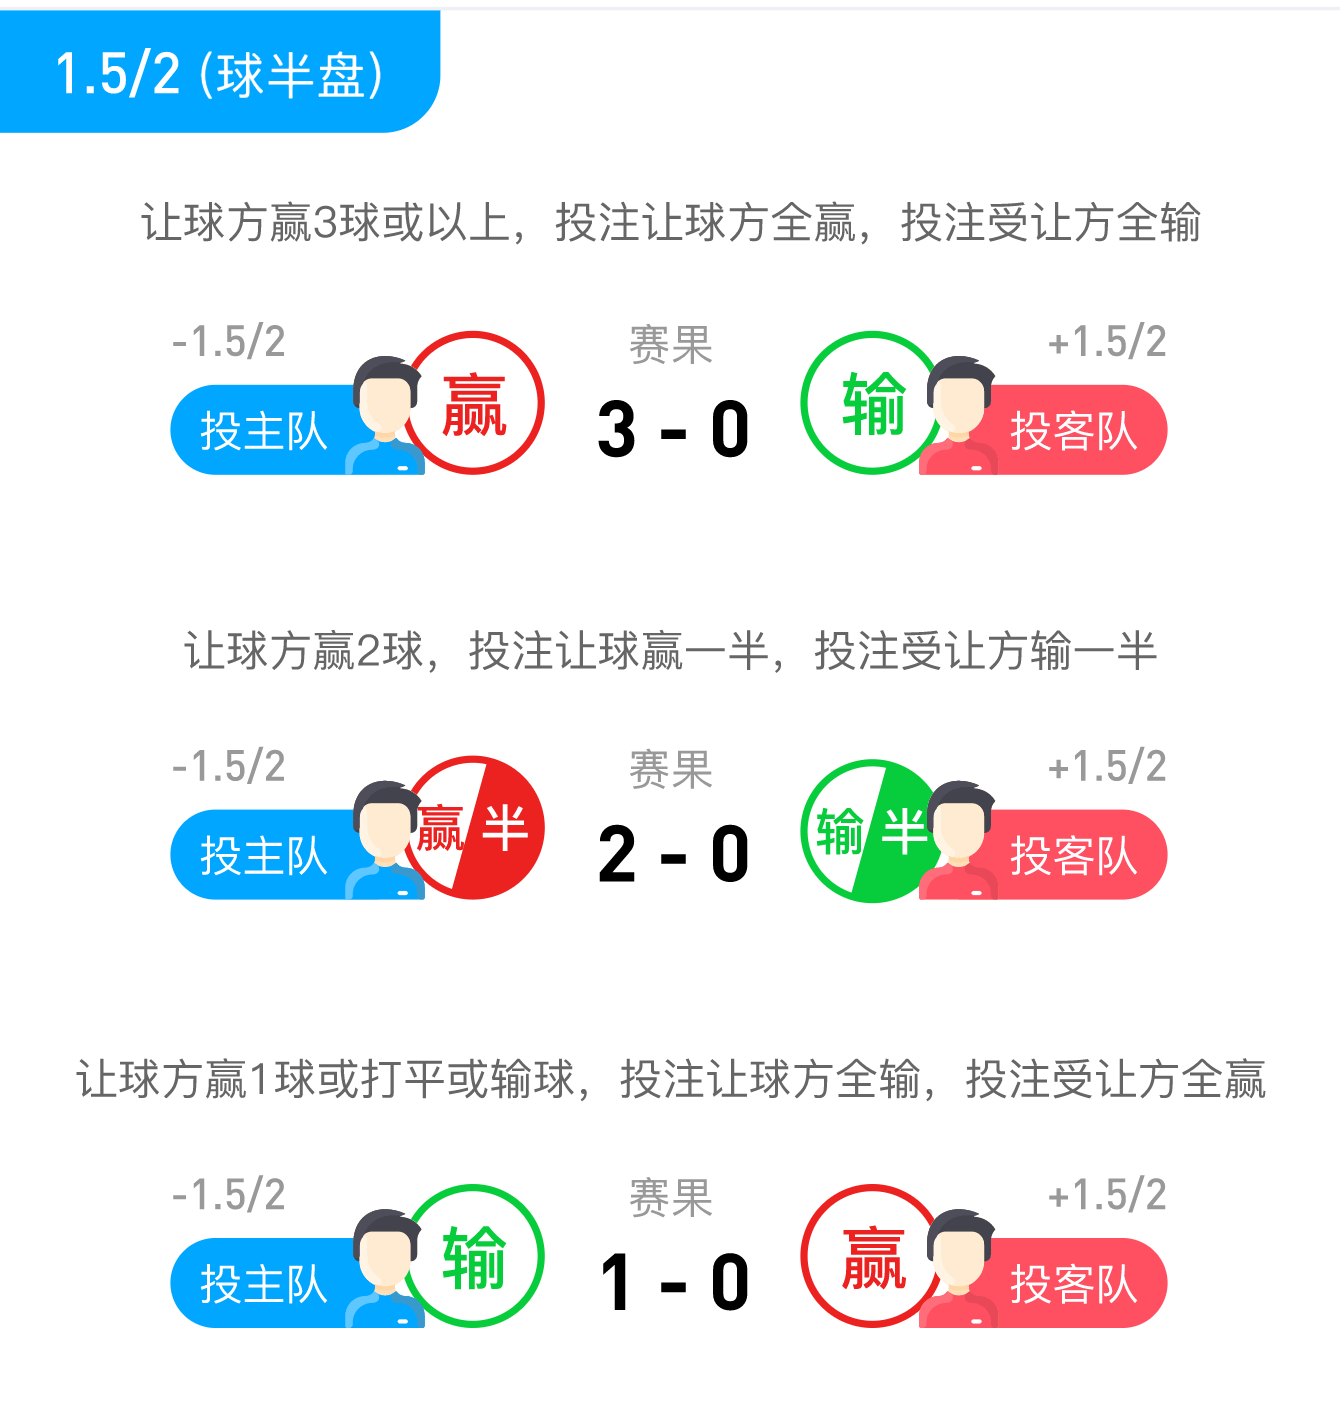 1.5/2 (球半盘)
让球方赢3球或以上，投注让球方全赢，投注受让方全输
-1.5/2 赛果 +1.5/2
投主队 赢 3 - 0 输 投客队
让球方赢2球，投注让球赢一半，投注受让方输一半
-1.5/2 赛果 +1.5/2
投主队 赢 半 2 - 0 输 半 投客队
让球方赢1球或打平或输球，投注让球方全输，投注受让方全赢
-1.5/2 赛果 +1.5/2
投主队 输 1 - 0 赢 投客队